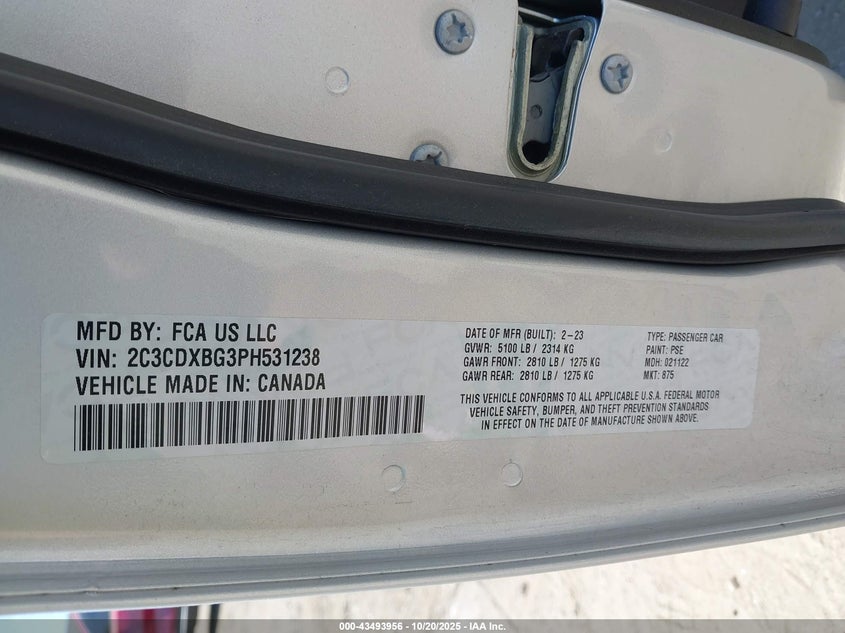 MFD BY: FCA US LLC
VIN: 2C3CDXBG3PH531238
VEHICLE MADE IN: CANADA
DATE OF MFR (BUILT): 2-23
GVWR: 5100 LB / 2314 KG
GAWR FRONT: 2810 LB / 1275 KG
GAWR REAR: 2810 LB / 1275 KG
TYPE: PASSENGER CAR
PAINT: PSE
MDH: 021122
MKT: 875
THIS VEHICLE CONFORMS TO ALL APPLICABLE U.S.A. FEDERAL MOTOR
VEHICLE SAFETY, BUMPER, AND THEFT PREVENTION STANDARDS
IN EFFECT ON THE DATE OF MANUFACTURE SHOWN ABOVE.
000-43493956 - 10/20/2025 - IAA Inc.